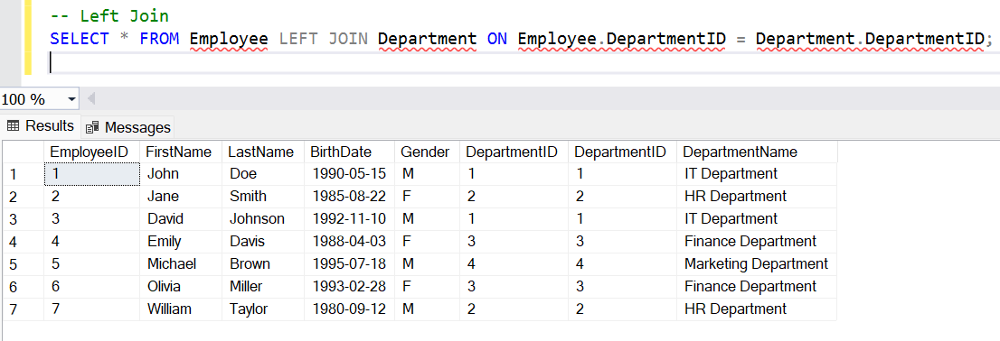 -- Left Join
SELECT * FROM Employee LEFT JOIN Department ON Employee.DepartmentID = Department.DepartmentID;
100 %
Results Messages
EmployeeID FirstName LastName BirthDate Gender DepartmentID DepartmentID DepartmentName
1 1 John Doe 1990-05-15 M 1 1 IT Department
2 2 Jane Smith 1985-08-22 F 2 2 HR Department
3 3 David Johnson 1992-11-10 M 1 1 IT Department
4 4 Emily Davis 1988-04-03 F 3 3 Finance Department
5 5 Michael Brown 1995-07-18 M 4 4 Marketing Department
6 6 Olivia Miller 1993-02-28 F 3 3 Finance Department
7 7 William Taylor 1980-09-12 M 2 2 HR Department